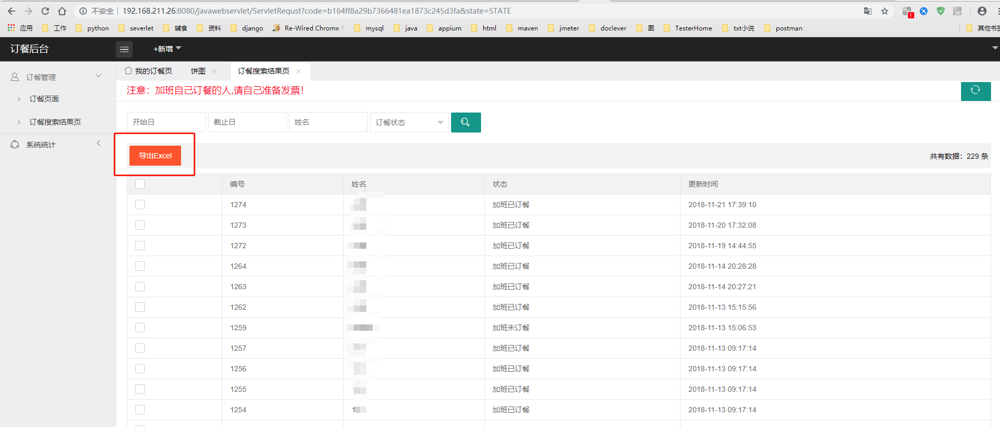 不安全 192.168.211.26:8080/javawebservlet/ServletRequst?code=b164ff8a29b7366481ea1873c245d3fa&state=STATE
应用 工作 python severlet 辅食 资料 django Re-Wired Chrome mysql java appium html maven jmeter doclever 图 TesterHome txt小说 postman 其他书签
订餐后台 +新增
订餐管理
订餐页面
订餐搜索结果页
系统统计
我的订餐页 饼图 订餐搜索结果页
注意：加班自己订餐的人,请自己准备发票！
开始日 截止日 姓名 订餐状态
导出Excel 共有数据：229 条
编号 姓名 状态 更新时间
1274 加班已订餐 2018-11-21 17:39:10
1273 加班已订餐 2018-11-20 17:32:08
1272 加班已订餐 2018-11-19 14:44:55
1264 加班已订餐 2018-11-14 20:28:28
1263 加班已订餐 2018-11-14 20:27:21
1262 加班已订餐 2018-11-13 15:15:56
1259 加班未订餐 2018-11-13 15:06:53
1257 加班已订餐 2018-11-13 09:17:14
1256 加班已订餐 2018-11-13 09:17:14
1255 加班已订餐 2018-11-13 09:17:14
1254 加班已订餐 2018-11-13 09:17:14